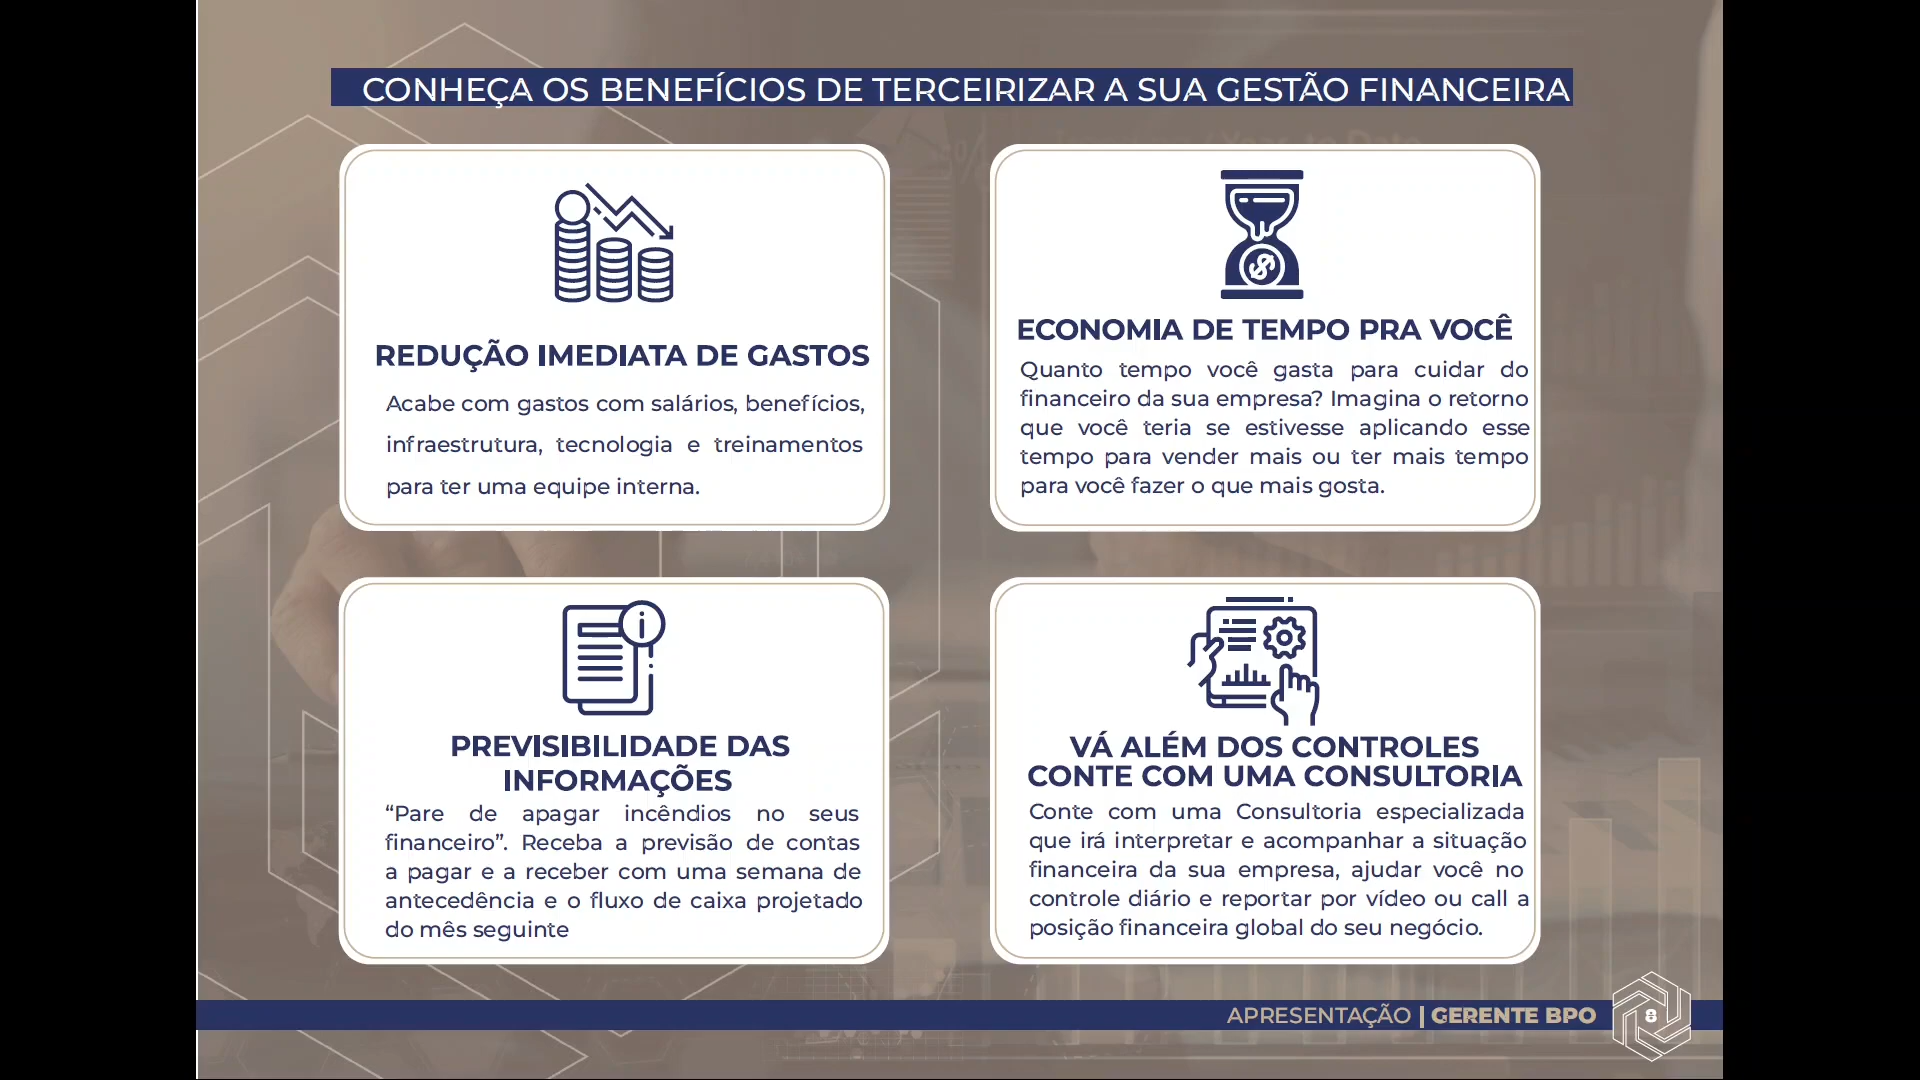 CONHEÇA OS BENEFÍCIOS DE TERCEIRIZAR A SUA GESTÃO FINANCEIRA
REDUÇÃO IMEDIATA DE GASTOS
Acabe com gastos com salários, benefícios,
infraestrutura, tecnologia e treinamentos
para ter uma equipe interna.
ECONOMIA DE TEMPO PRA VOCÊ
Quanto tempo você gasta para cuidar do
financeiro da sua empresa? Imagina o retorno
que você teria se estivesse aplicando esse
tempo para vender mais ou ter mais tempo
para você fazer o que mais gosta.
PREVISIBILIDADE DAS
INFORMAÇÕES
“Pare de apagar incêndios no seus
financeiro”. Receba a previsão de contas
a pagar e a receber com uma semana de
antecedência e o fluxo de caixa projetado
do mês seguinte
VÁ ALÉM DOS CONTROLES
CONTE COM UMA CONSULTORIA
Conte com uma Consultoria especializada
que irá interpretar e acompanhar a situação
financeira da sua empresa, ajudar você no
controle diário e reportar por vídeo ou call a
posição financeira global do seu negócio.
APRESENTAÇÃO | GERENTE BPO
8